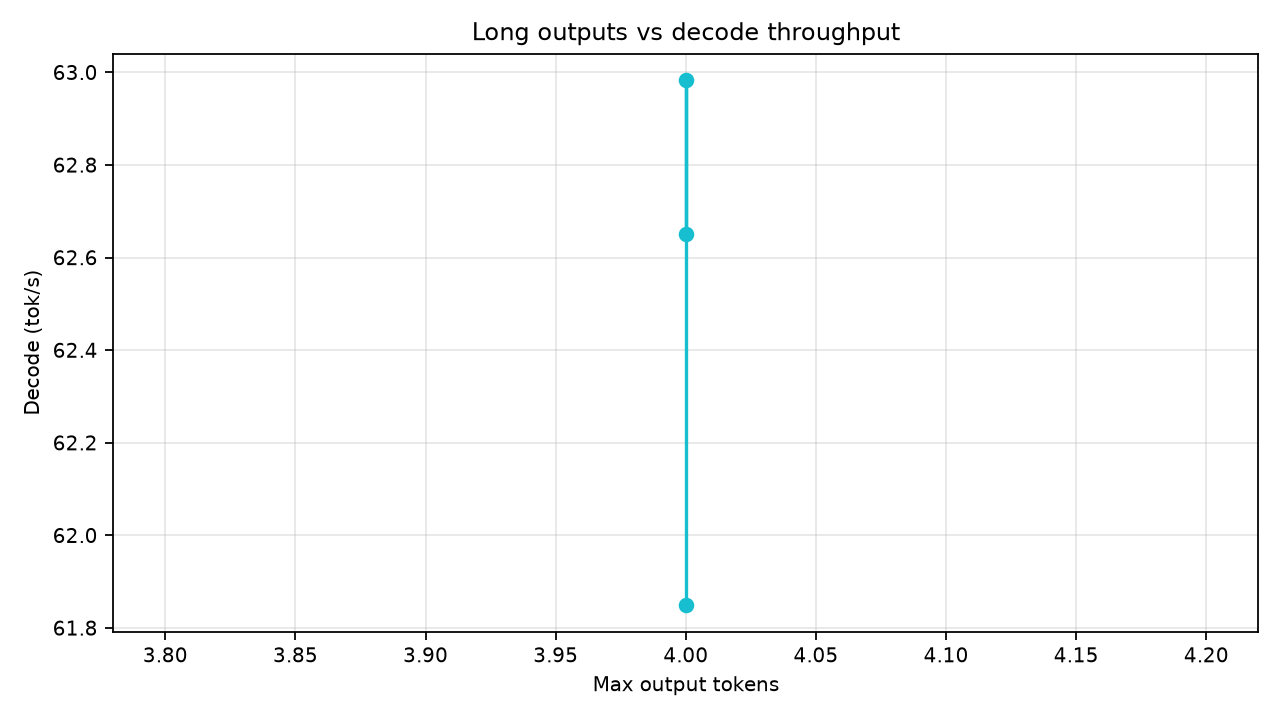 Long outputs vs decode throughput
63.0
62.8
62.6
62.4
62.2
62.0
61.8
Decode (tok/s)
3.80 3.85 3.90 3.95 4.00 4.05 4.10 4.15 4.20
Max output tokens